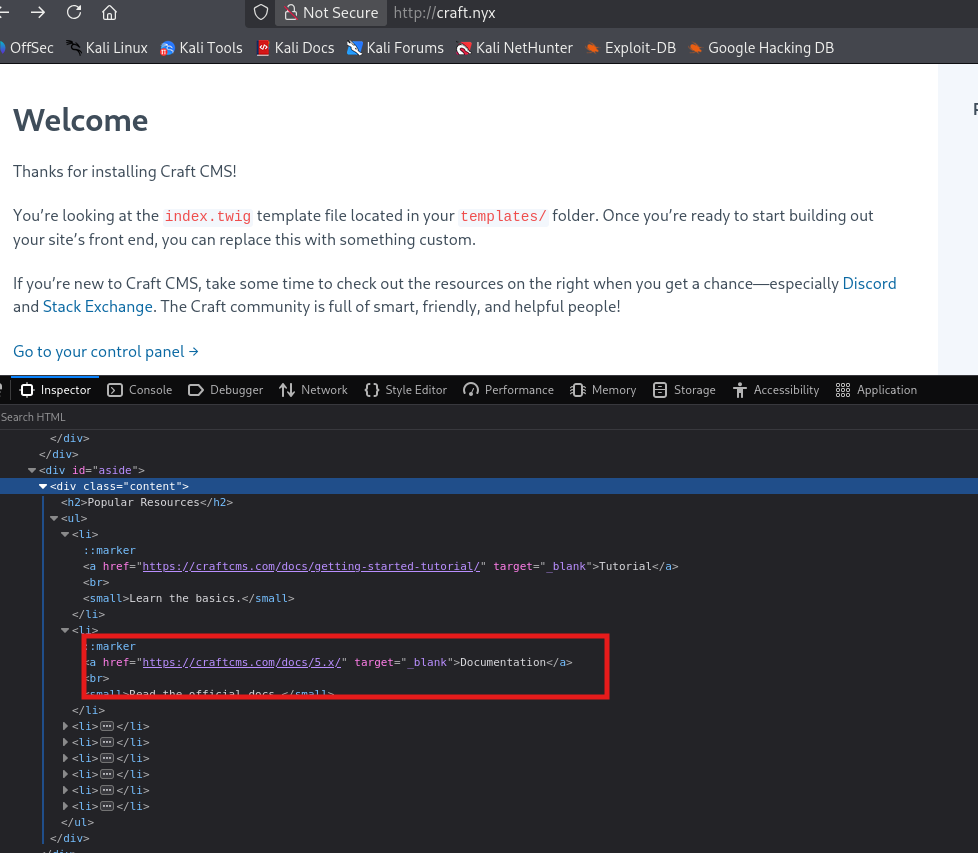 Not Secure http://craft.nyx
OffSec Kali Linux Kali Tools Kali Docs Kali Forums Kali NetHunter Exploit-DB Google Hacking DB
Welcome
Thanks for installing Craft CMS!
You’re looking at the index.twig template file located in your templates/ folder. Once you’re ready to start building out
your site’s front end, you can replace this with something custom.
If you’re new to Craft CMS, take some time to check out the resources on the right when you get a chance—especially Discord
and Stack Exchange. The Craft community is full of smart, friendly, and helpful people!
Go to your control panel →
Inspector Console Debugger Network {} Style Editor Performance Memory Storage Accessibility Application
Search HTML
</div>
</div>
<div id="aside">
<div class="content">
<h2>Popular Resources</h2>
<ul>
<li>
::marker
<a href="https://craftcms.com/docs/getting-started-tutorial/" target="_blank">Tutorial</a>
<br>
<small>Learn the basics.</small>
</li>
<li>
::marker
<a href="https://craftcms.com/docs/5.x/" target="_blank">Documentation</a>
<br>
<small>Read the official docs.</small>
</li>
<li>…</li>
<li>…</li>
<li>…</li>
<li>…</li>
<li>…</li>
<li>…</li>
</ul>
</div>
</div>